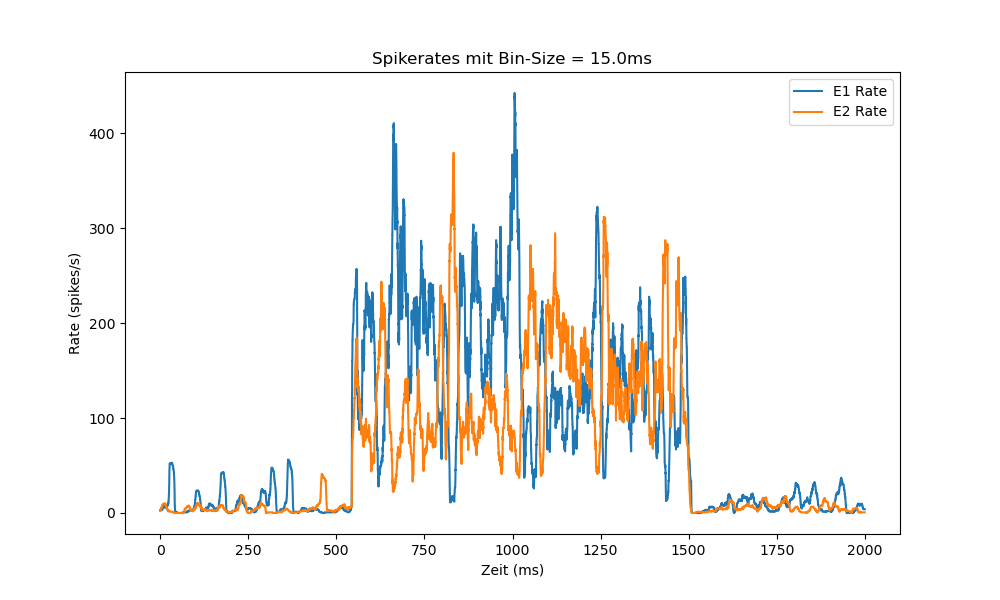 Spikerates mit Bin-Size = 15.0ms
E1 Rate
E2 Rate
400
300
200
100
0
Rate (spikes/s)
0 250 500 750 1000 1250 1500 1750 2000
Zeit (ms)